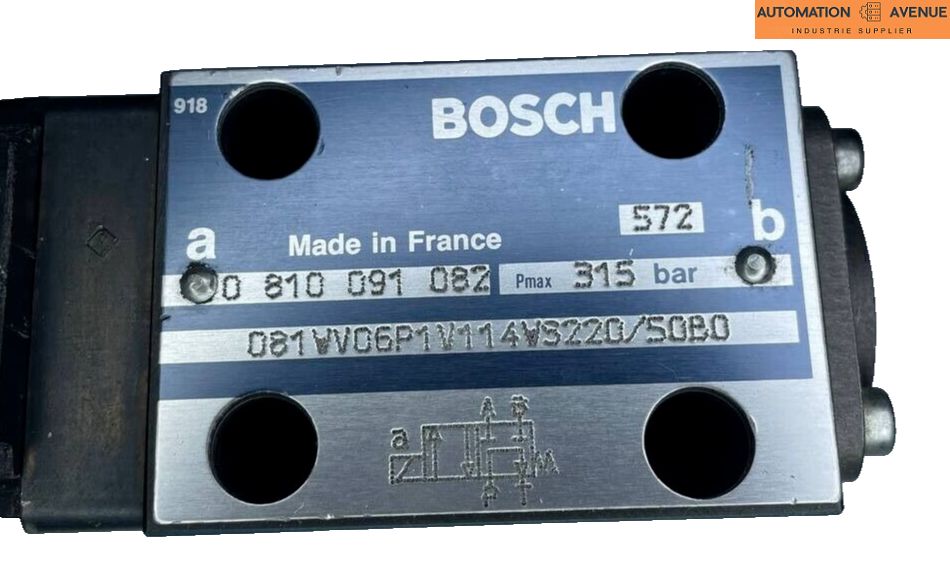 AUTOMATION AVENUE
INDUSTRIE SUPPLIER
918
BOSCH
572
a
b
Made in France
0 810 091 082
Pmax 315 bar
081WV06P1V114WS220/50B0
A B
a
P T